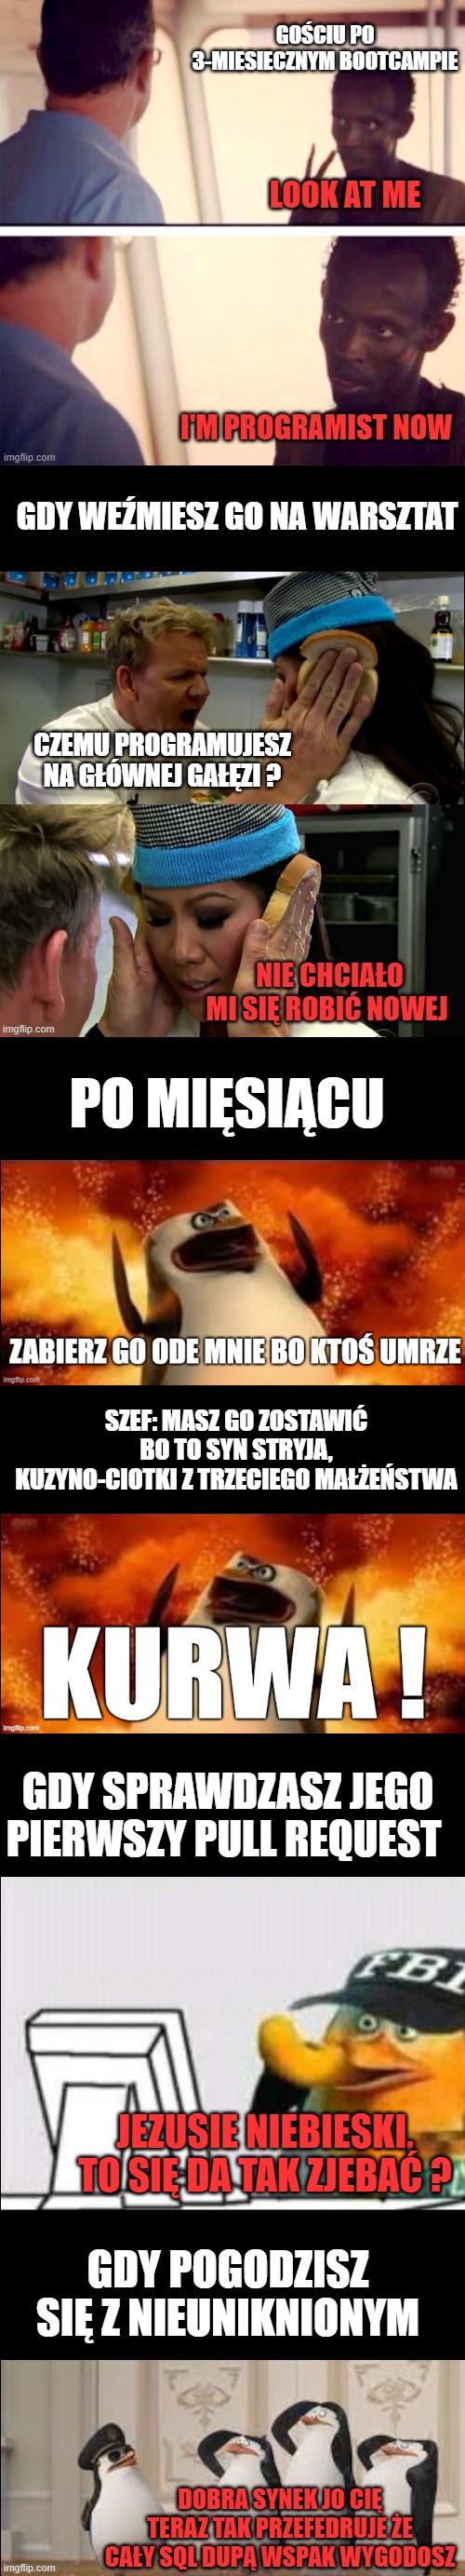 GOŚCIU PO
3-MIESIECZNYM BOOTCAMPIE
LOOK AT ME
I'M PROGRAMIST NOW
imgflip.com
GDY WEŹMIESZ GO NA WARSZTAT
CZEMU PROGRAMUJESZ
NA GŁÓWNEJ GAŁĘZI ?
NIE CHCIAŁO
MI SIĘ ROBIĆ NOWEJ
imgflip.com
PO MIĘSIĄCU
ZABIERZ GO ODE MNIE BO KTOŚ UMRZE
imgflip.com
SZEF: MASZ GO ZOSTAWIĆ
BO TO SYN STRYJA,
KUZYNO-CIOTKI Z TRZECIEGO MAŁŻEŃSTWA
KURWA !
imgflip.com
GDY SPRAWDZASZ JEGO
PIERWSZY PULL REQUEST
FBI
JEZUSIE NIEBIESKI,
TO SIĘ DA TAK ZJEBAĆ ?
GDY POGODZISZ
SIĘ Z NIEUNIKNIONYM
DOBRA SYNEK JO CIĘ
TERAZ TAK PRZEFEDRUJE ŻE
CAŁY SQL DUPĄ WSPAK WYGODOSZ
imgflip.com